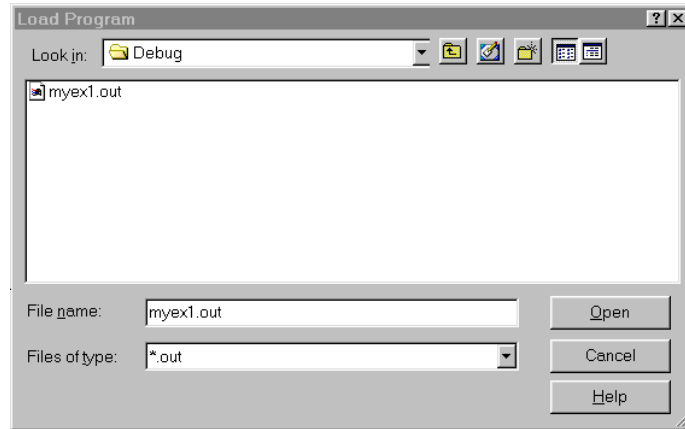 Load Program
Look in: Debug
myex1.out
File name: myex1.out Open
Files of type: *.out Cancel
Help